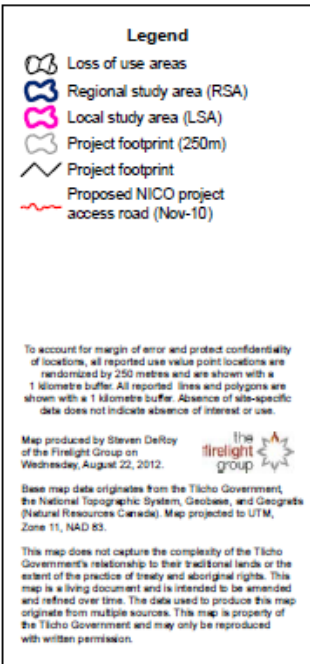 Legend
Loss of use areas
Regional study area (RSA)
Local study area (LSA)
Project footprint (250m)
Project footprint
Proposed NICO project
access road (Nov-10)
To account for margin of error and protect confidentiality
of locations, all reported use value point locations are
randomized by 250 metres and are shown with a
1 kilometre buffer. All reported lines and polygons are
shown with a 1 kilometre buffer. Absence of site-specific
data does not indicate absence of interest or use.
Map produced by Steven DeRoy
of the Firelight Group on
Wednesday, August 22, 2012.
the
firelight
group
Base map data originates from the Tlicho Government,
the National Topographic System, Geobase, and Geogratis
(Natural Resources Canada). Map projected to UTM,
Zone 11, NAD 83.
This map does not capture the complexity of the Tlicho
Government's relationship to their traditional lands or the
extent of the practice of treaty and aboriginal rights. This
map is a living document and is intended to be amended
and refined over time. The data used to produce this map
originate from multiple sources. This map is property of
the Tlicho Government and may only be reproduced
with written permission.